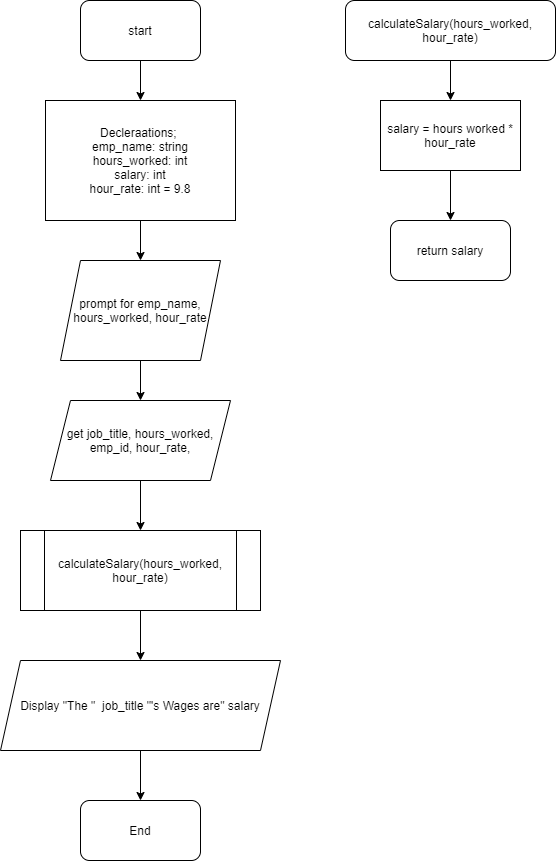 start
Decleraations;
emp_name: string
hours_worked: int
salary: int
hour_rate: int = 9.8
prompt for emp_name,
hours_worked, hour_rate
get job_title, hours_worked,
emp_id, hour_rate,
calculateSalary(hours_worked,
hour_rate)
Display "The "  job_title "'s Wages are" salary
End
calculateSalary(hours_worked,
hour_rate)
salary = hours worked *
hour_rate
return salary